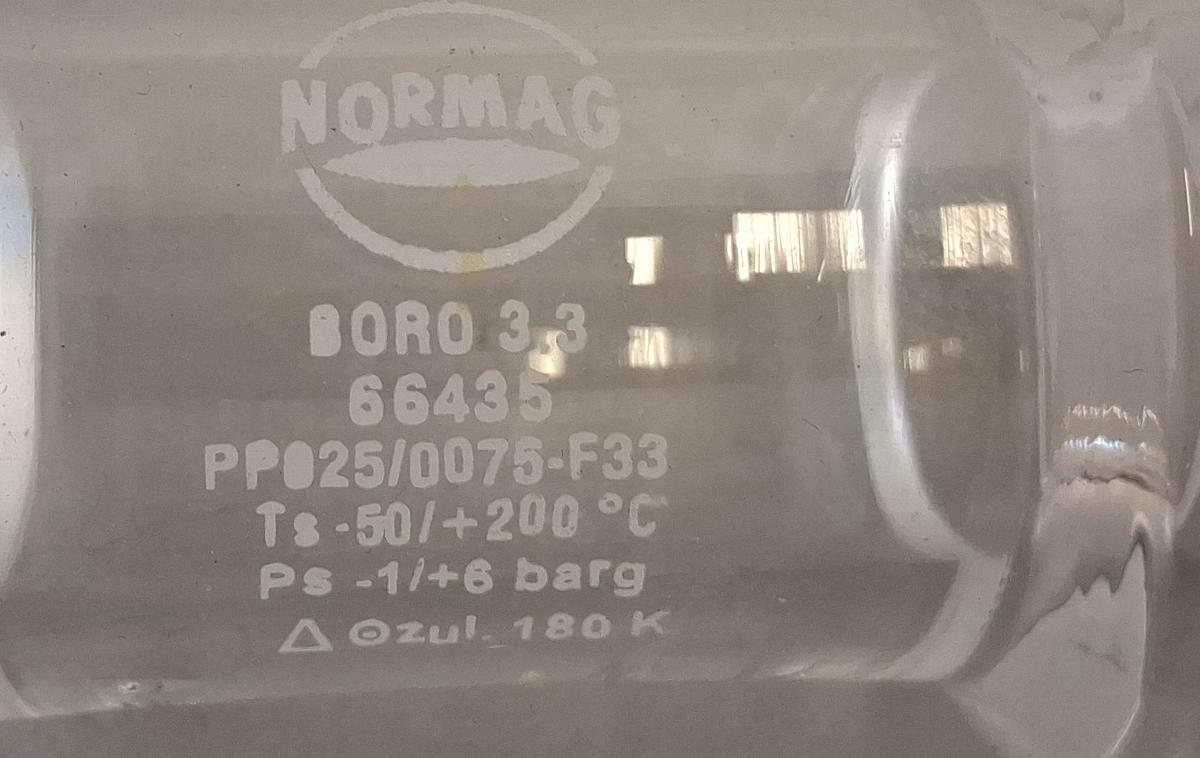 NORMAG
BORO 3.3
66435
PP025/0075-F33
Ts -50/+200 °C
Ps -1/+6 barg
△ Θzul. 180 K